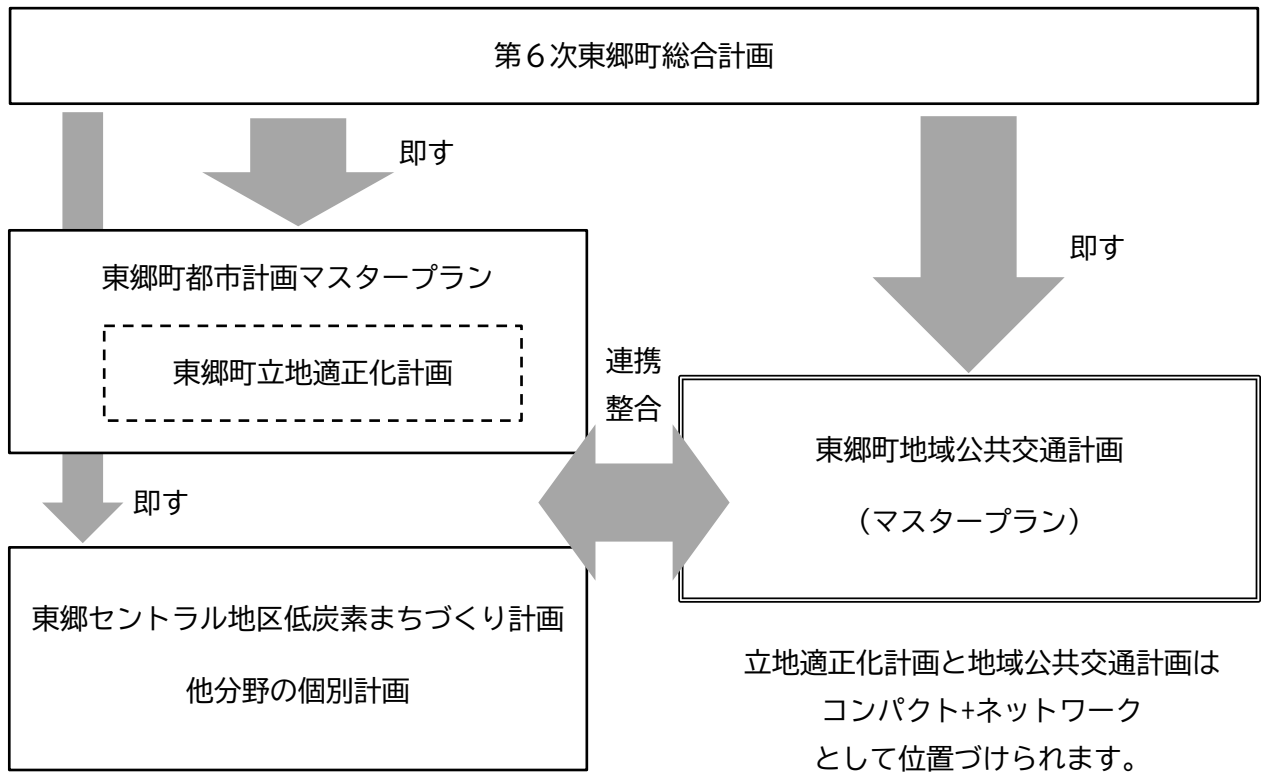 第６次東郷町総合計画
即す
即す
東郷町都市計画マスタープラン
東郷町立地適正化計画
連携
整合
東郷町地域公共交通計画
（マスタープラン）
即す
東郷セントラル地区低炭素まちづくり計画
他分野の個別計画
立地適正化計画と地域公共交通計画は
コンパクト+ネットワーク
として位置づけられます。